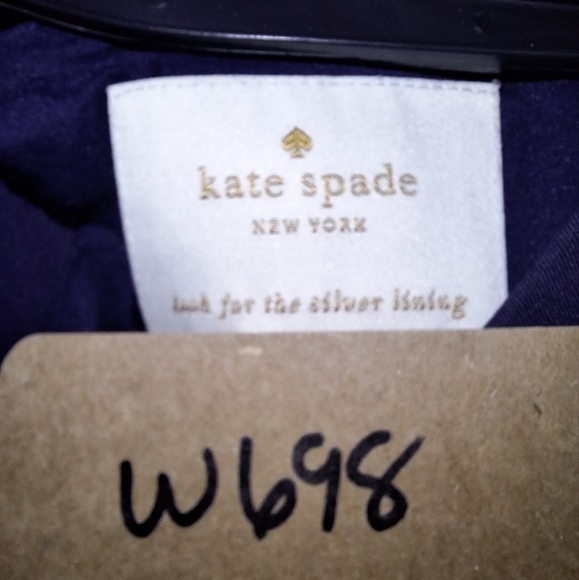 kate spade
NEW YORK
look for the silver lining
W698